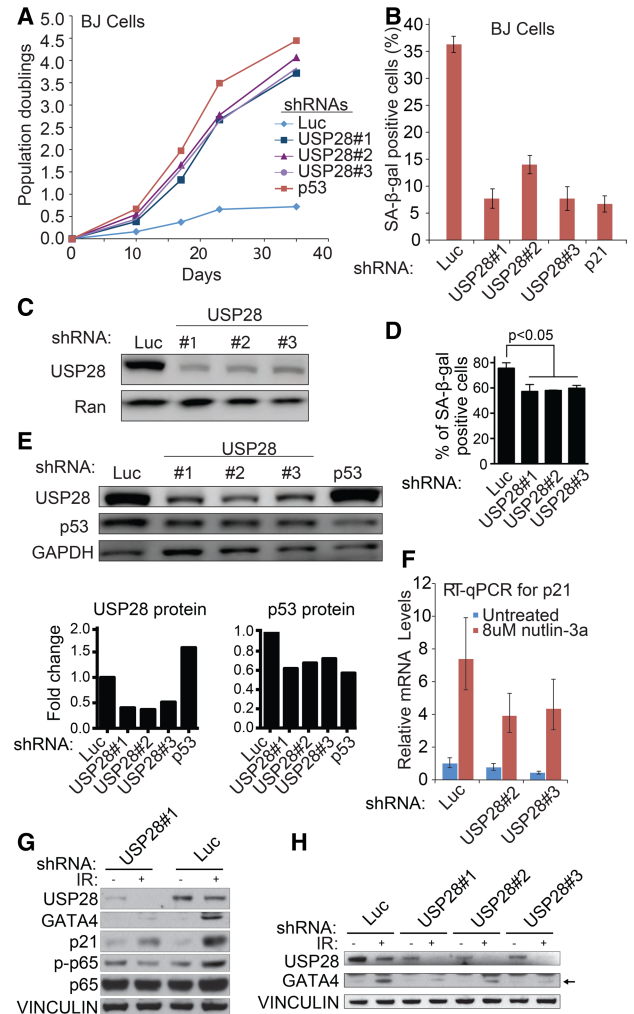 A
BJ Cells
Population doublings
5.0
4.5
4.0
3.5
3.0
2.5
2.0
1.5
1.0
0.5
0.0
0
10
20
30
40
Days
shRNAs
Luc
USP28#1
USP28#2
USP28#3
p53
B
BJ Cells
SA-β-gal positive cells (%)
40
35
30
25
20
15
10
5
0
shRNA:
Luc
USP28#1
USP28#2
USP28#3
p21
C
USP28
shRNA:
Luc
#1
#2
#3
USP28
Ran
D
p<0.05
% of SA-β-gal
positive cells
80
60
40
20
0
shRNA:
Luc
USP28#1
USP28#2
USP28#3
E
USP28
shRNA:
Luc
#1
#2
#3
p53
USP28
p53
GAPDH
USP28 protein
Fold change
2.0
1.5
1.0
0.5
0.0
shRNA:
Luc
USP28#1
USP28#2
USP28#3
p53
p53 protein
1.0
0.8
0.6
0.4
0.2
0.0
Luc
USP28#1
USP28#2
USP28#3
p53
F
RT-qPCR for p21
Untreated
8uM nutlin-3a
Relative mRNA Levels
12
10
8
6
4
2
0
shRNA:
Luc
USP28#2
USP28#3
G
shRNA:
USP28#1
Luc
IR:
- + - +
USP28
GATA4
p21
p-p65
p65
VINCULIN
H
shRNA:
Luc
USP28#1
USP28#2
USP28#3
IR:
- + - + - + - +
USP28
GATA4
VINCULIN